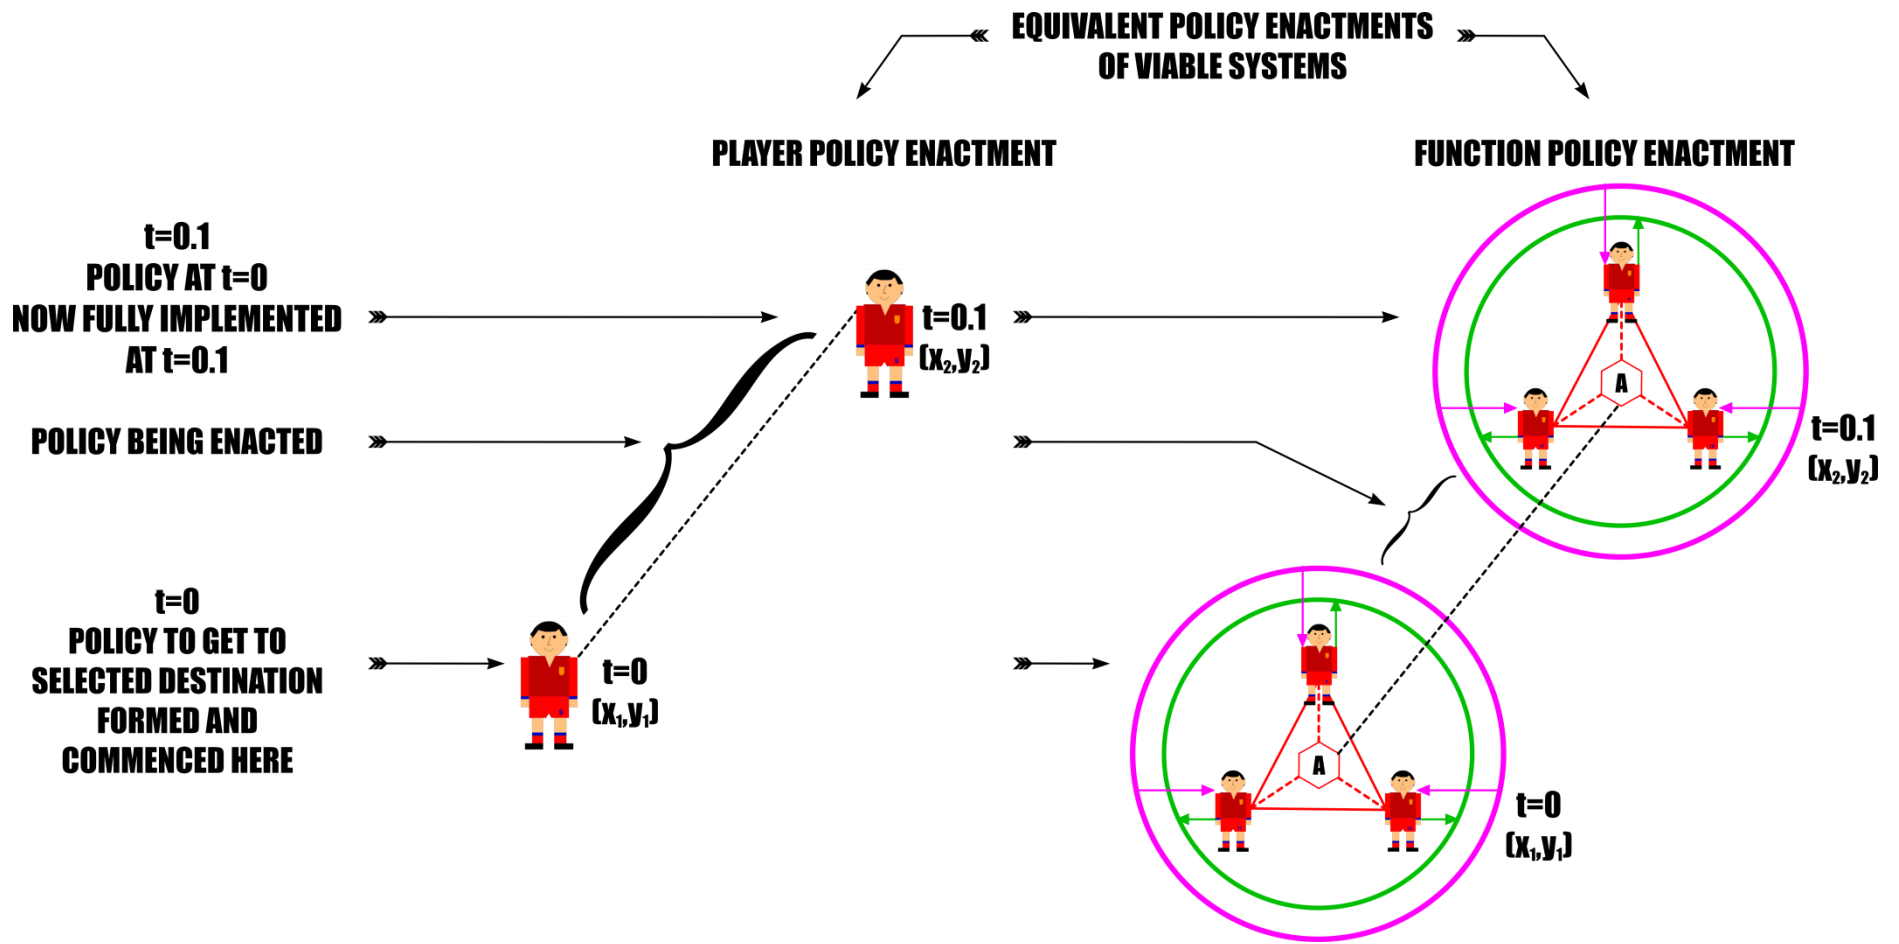 EQUIVALENT POLICY ENACTMENTS
OF VIABLE SYSTEMS
PLAYER POLICY ENACTMENT
FUNCTION POLICY ENACTMENT
t=0.1
POLICY AT t=0
NOW FULLY IMPLEMENTED
AT t=0.1
t=0.1
(x₂,y₂)
A
t=0.1
(x₂,y₂)
POLICY BEING ENACTED
t=0
POLICY TO GET TO
SELECTED DESTINATION
FORMED AND
COMMENCED HERE
t=0
(x₁,y₁)
A
t=0
(x₁,y₁)